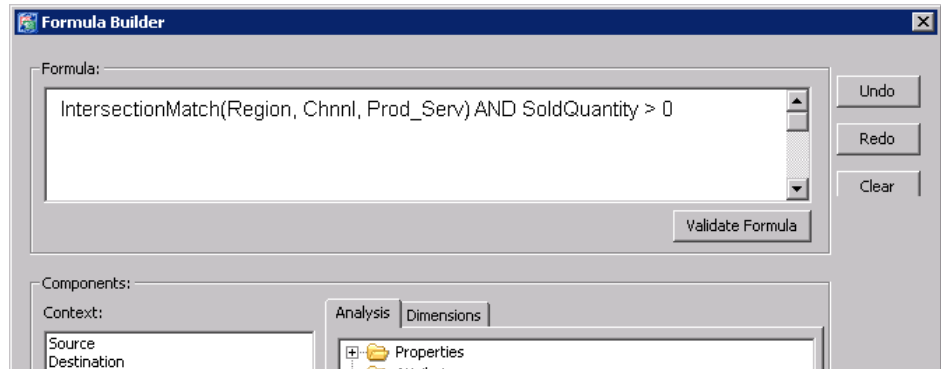 Formula Builder
Formula:
IntersectionMatch(Region, Chnnl, Prod_Serv) AND SoldQuantity > 0
Undo
Redo
Clear
Validate Formula
Components:
Context:
Analysis
Dimensions
Source
Destination
Properties